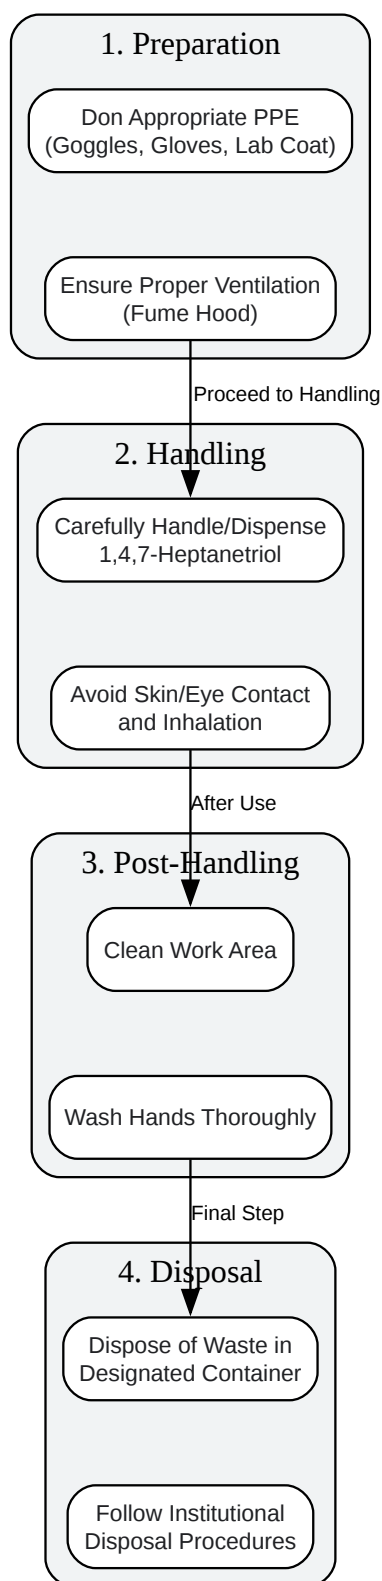 1. Preparation
Don Appropriate PPE
(Goggles, Gloves, Lab Coat)
Ensure Proper Ventilation
(Fume Hood)
Proceed to Handling
2. Handling
Carefully Handle/Dispense
1,4,7-Heptanetriol
Avoid Skin/Eye Contact
and Inhalation
After Use
3. Post-Handling
Clean Work Area
Wash Hands Thoroughly
Final Step
4. Disposal
Dispose of Waste in
Designated Container
Follow Institutional
Disposal Procedures